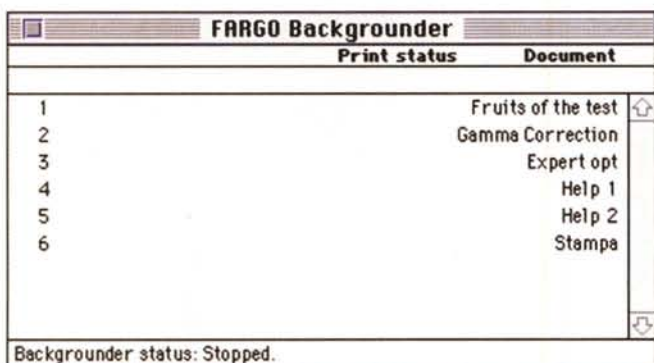 FARGO Backgrounder
Print status Document
1 Fruits of the test
2 Gamma Correction
3 Expert opt
4 Help 1
5 Help 2
6 Stampa
Backgrounder status: Stopped.